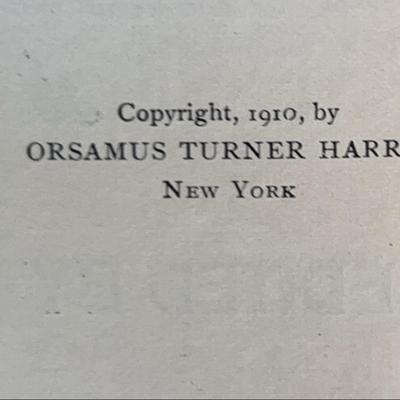 Copyright, 1910, by
ORSAMUS TURNER HARR
NEW YORK